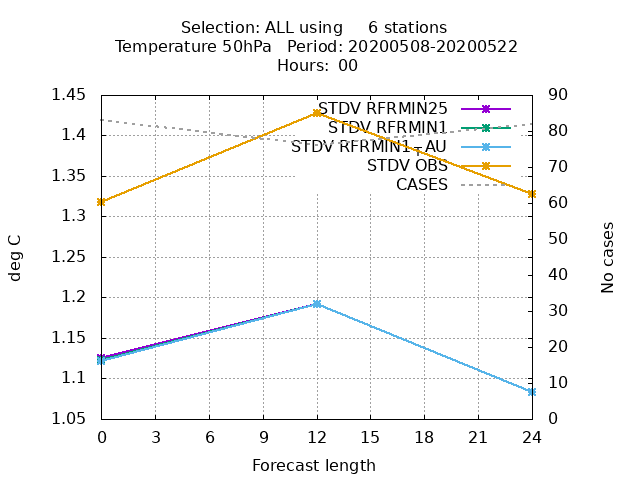 Selection: ALL using 6 stations
Temperature 50hPa Period: 20200508-20200522
Hours: 00
1.45
1.4
1.35
1.3
1.25
1.2
1.15
1.1
1.05
90
80
70
60
50
40
30
20
10
0
STDV RFRMIN25
STDV RFRMIN1
STDV RFRMIN1_AU
STDV OBS
CASES
deg C
No cases
0 3 6 9 12 15 18 21 24
Forecast length